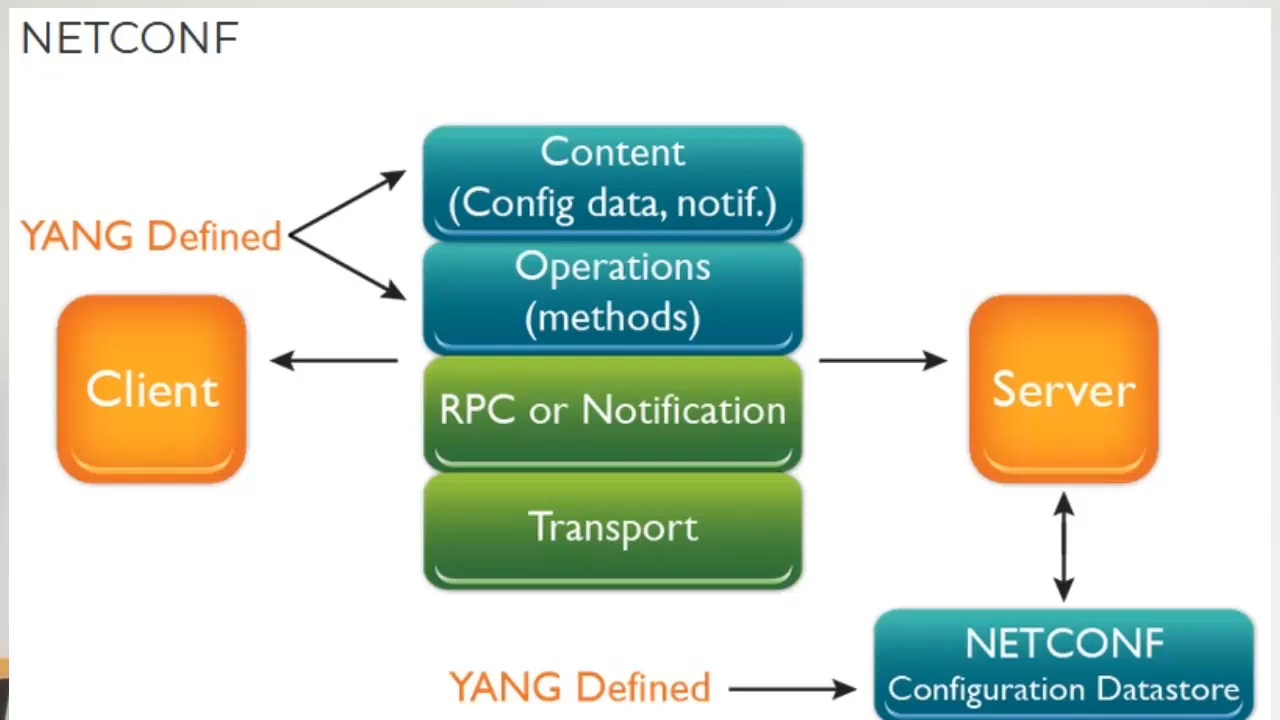 NETCONF
Content
(Config data, notif.)
YANG Defined
Operations
(methods)
Client
RPC or Notification
Server
Transport
NETCONF
Configuration Datastore
YANG Defined